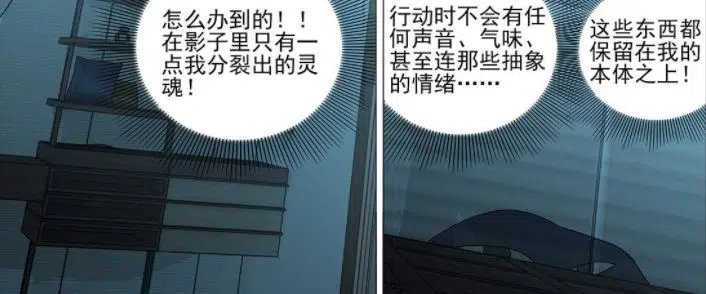 怎么办到的！！
在影子里只有一
点我分裂出的灵
魂！
行动时不会有任
何声音、气味、
甚至连那些抽象
的情绪……
这些东西都
保留在我的
本体之上！